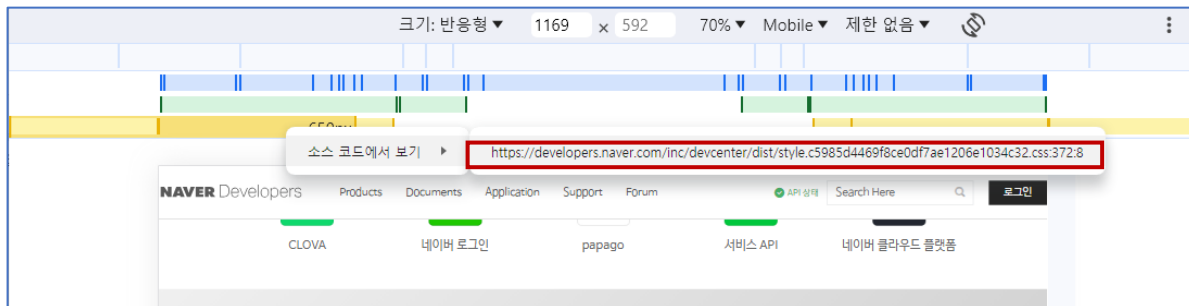 크기: 반응형 ▼ 1169 x 592 70% ▼ Mobile ▼ 제한 없음 ▼
650px
소스 코드에서 보기 ▶ https://developers.naver.com/inc/devcenter/dist/style.c5985d4469f8ce0df7ae1206e1034c32.css:372:8
NAVER Developers Products Documents Application Support Forum API 상태 Search Here 로그인
CLOVA 네이버 로그인 papago 서비스 API 네이버 클라우드 플랫폼